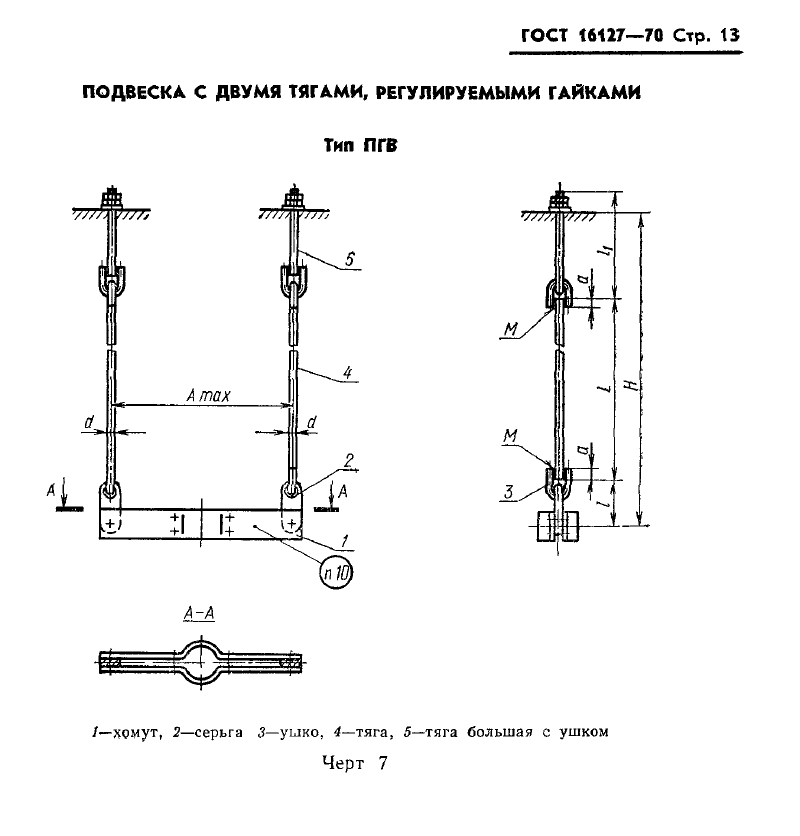 ГОСТ 16127—70 Стр. 13
ПОДВЕСКА С ДВУМЯ ТЯГАМИ, РЕГУЛИРУЕМЫМИ ГАЙКАМИ
Тип ПГВ
5
l₁
a
M
4
A max
L
H
d
d
M
a
2
A
A
3
l
1
п 10
А—А
1—хомут, 2—серьга 3—ушко, 4—тяга, 5—тяга большая с ушком
Черт 7